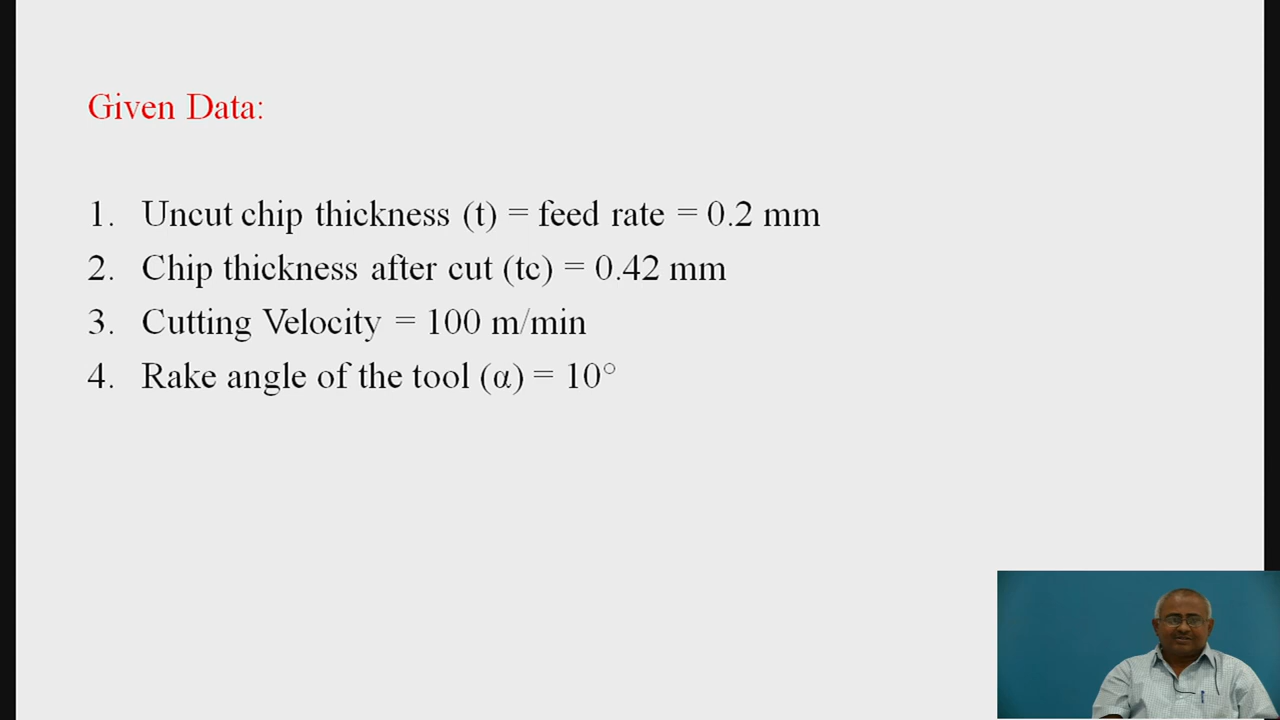 Given Data:
1. Uncut chip thickness (t) = feed rate = 0.2 mm
2. Chip thickness after cut (tc) = 0.42 mm
3. Cutting Velocity = 100 m/min
4. Rake angle of the tool (α) = 10°